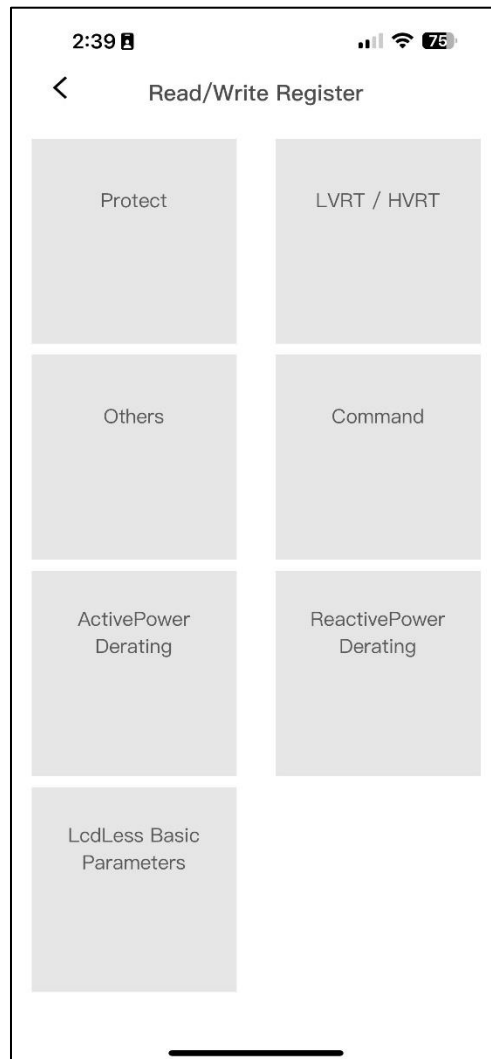 2:39
75
Read/Write Register
Protect
LVRT / HVRT
Others
Command
ActivePower
Derating
ReactivePower
Derating
LcdLess Basic
Parameters